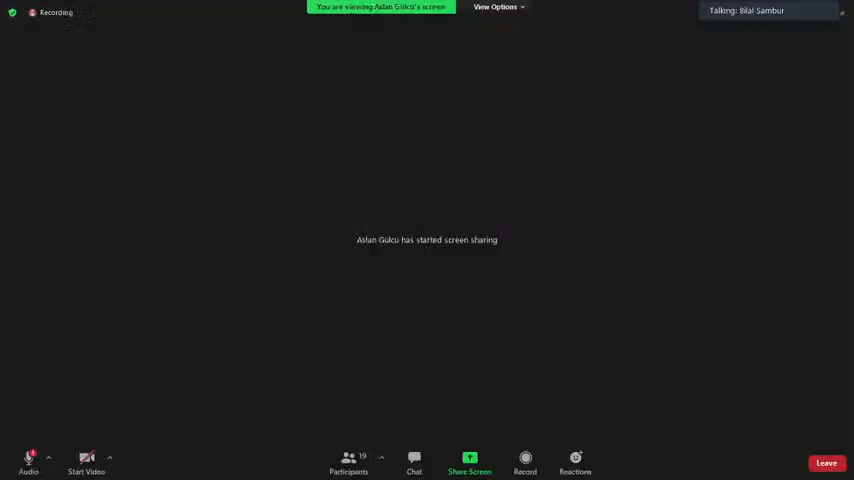 Recording
You are viewing Aslan Gülcü's screen
View Options
Talking: Bilal Sambur
Aslan Gülcü has started screen sharing
Audio
Start Video
Participants
19
Chat
Share Screen
Record
Reactions
Leave